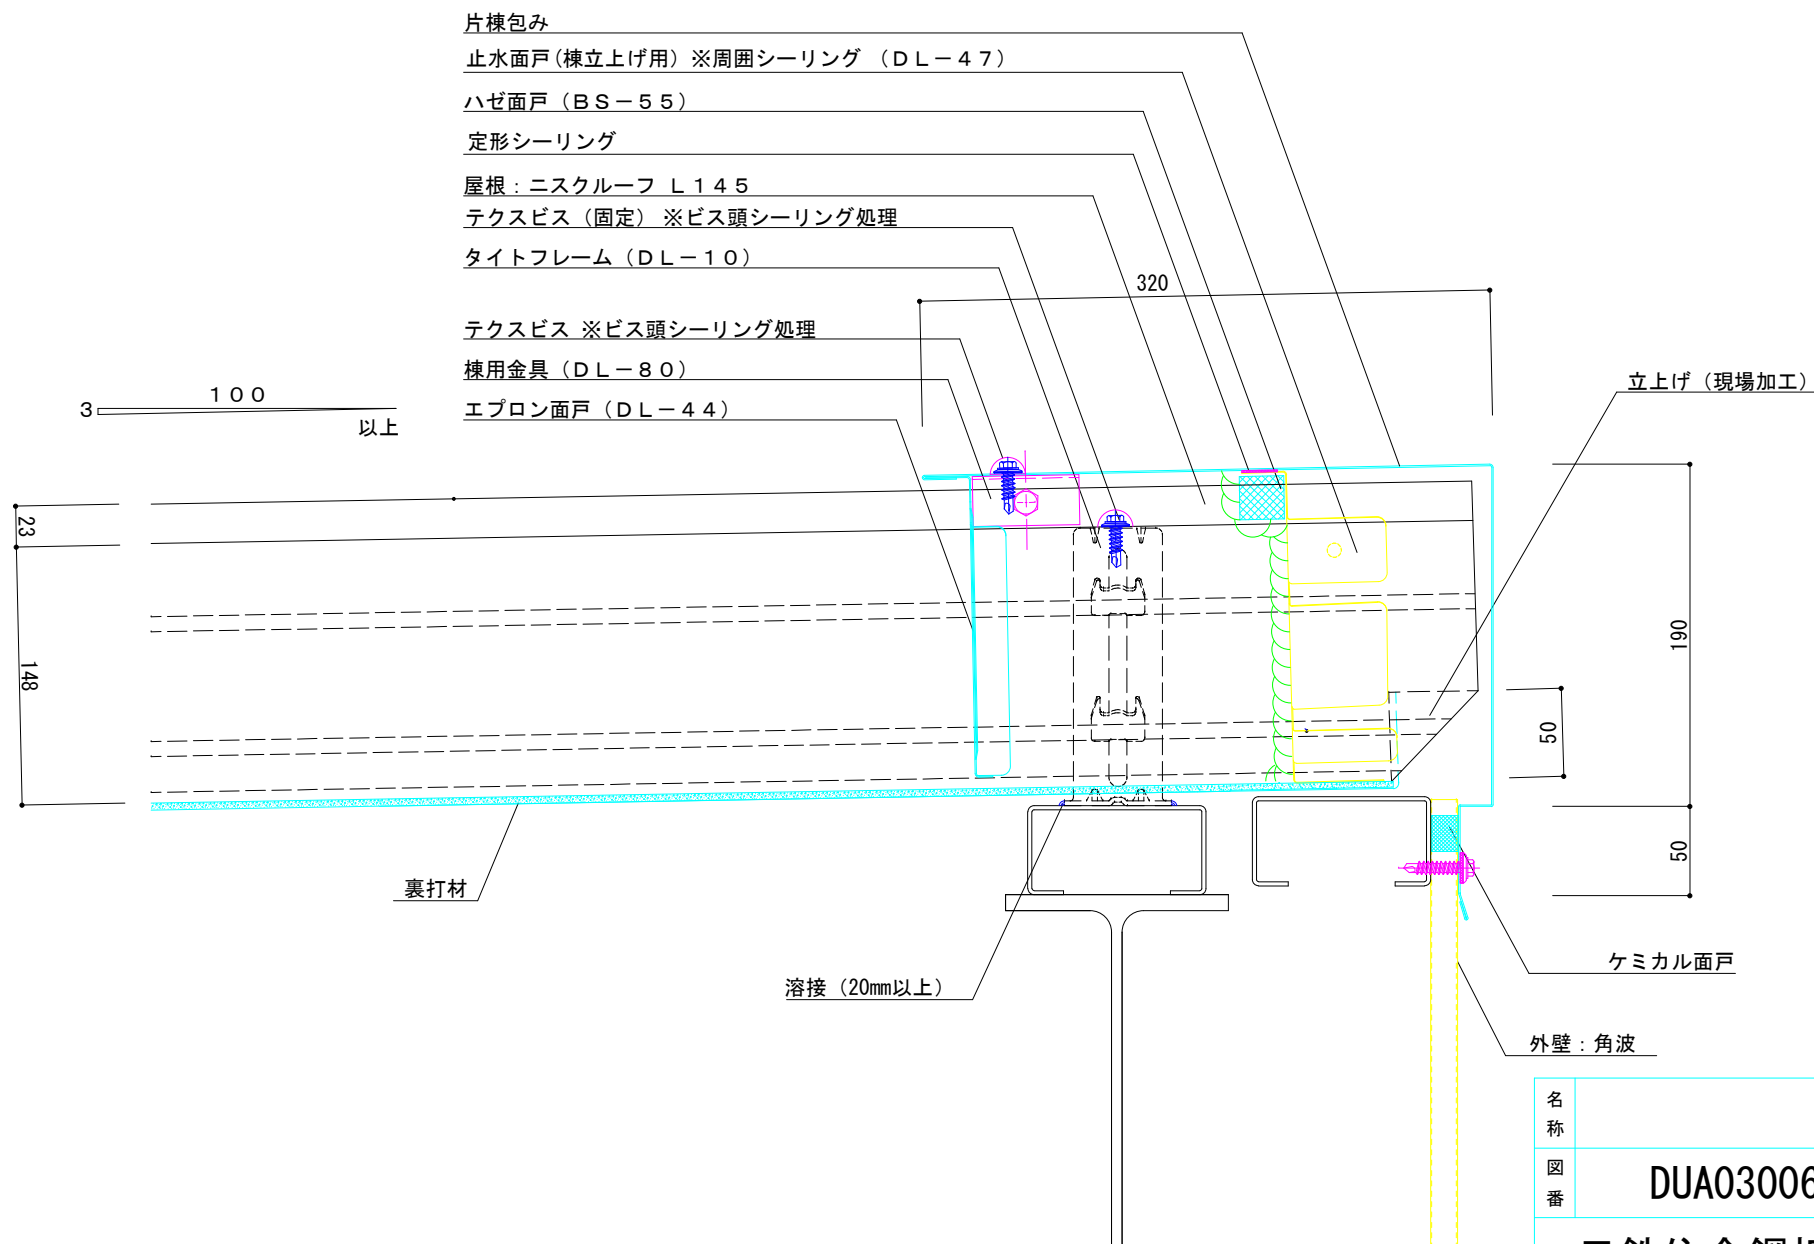 片棟包み
止水面戸(棟立上げ用) ※周囲シーリング (DL-47)
ハゼ面戸 (BS-55)
定形シーリング
屋根:ニスクルーフ L145
テクスビス (固定) ※ビス頭シーリング処理
タイトフレーム (DL-10)
320
テクスビス ※ビス頭シーリング処理
棟用金具 (DL-80)
エプロン面戸 (DL-44)
立上げ (現場加工)
3
100
以上
23
148
190
50
50
裏打材
溶接 (20mm以上)
ケミカル面戸
外壁:角波
名称
図番
DUA03006